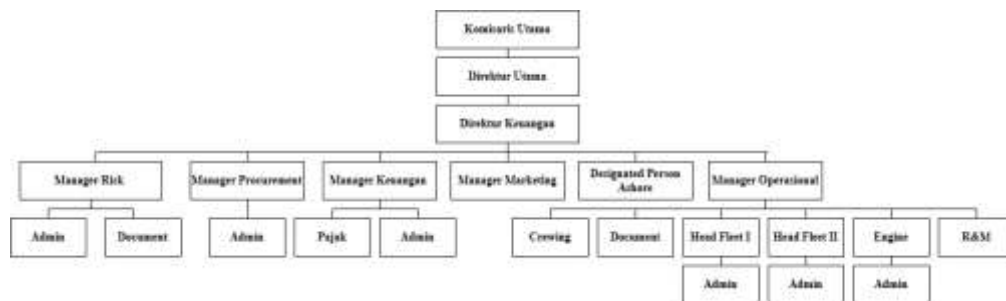 Komisaris Utama
Direktur Utama
Direktur Keuangan
Manager Risk
Manager Procurement
Manager Keuangan
Manager Marketing
Designated Person
Ashore
Manager Operasional
Admin
Document
Admin
Pajak
Admin
Crewing
Document
Head Fleet I
Head Fleet II
Engine
R&M
Admin
Admin
Admin